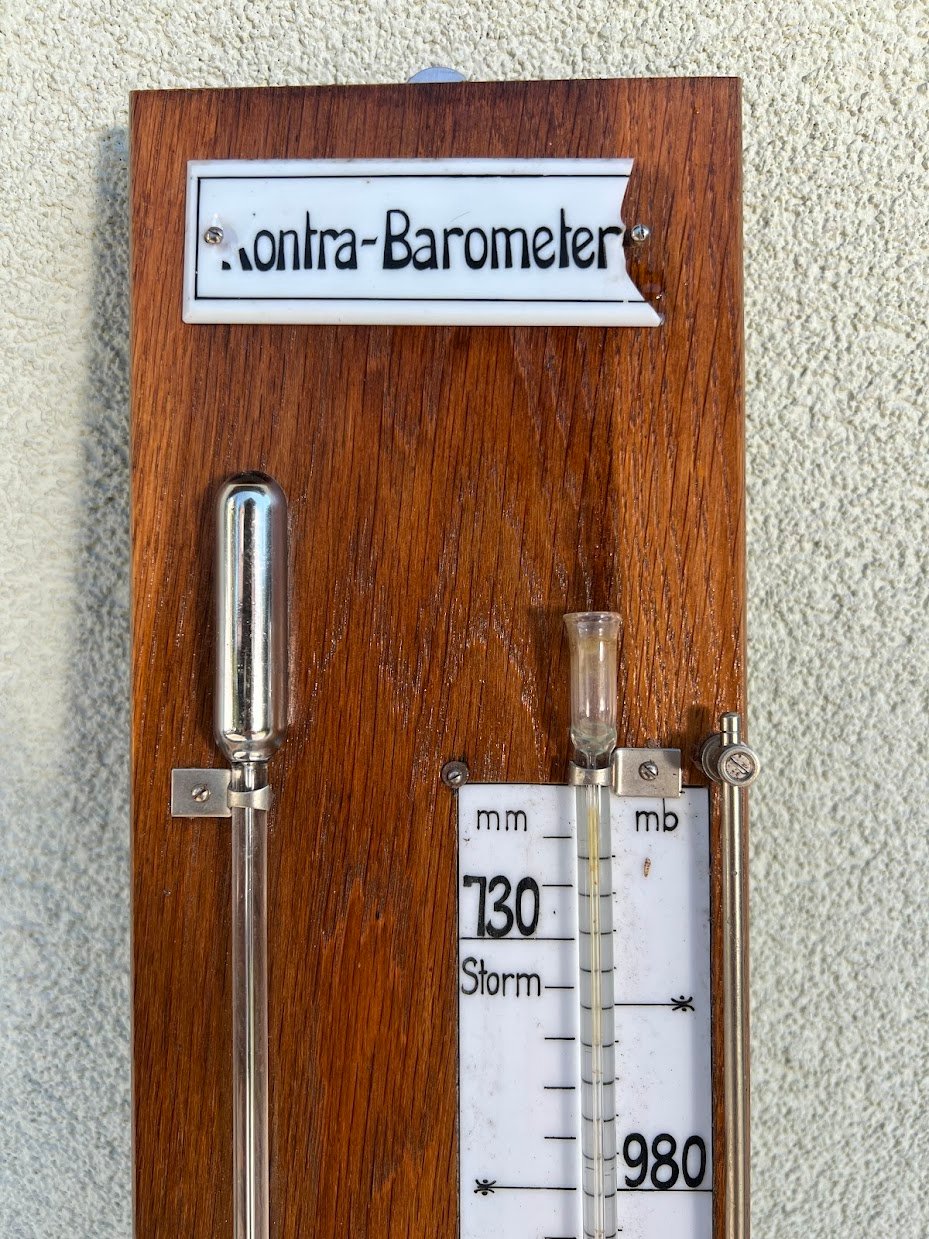 Kontra-Barometer
mm mb
730
Storm
980